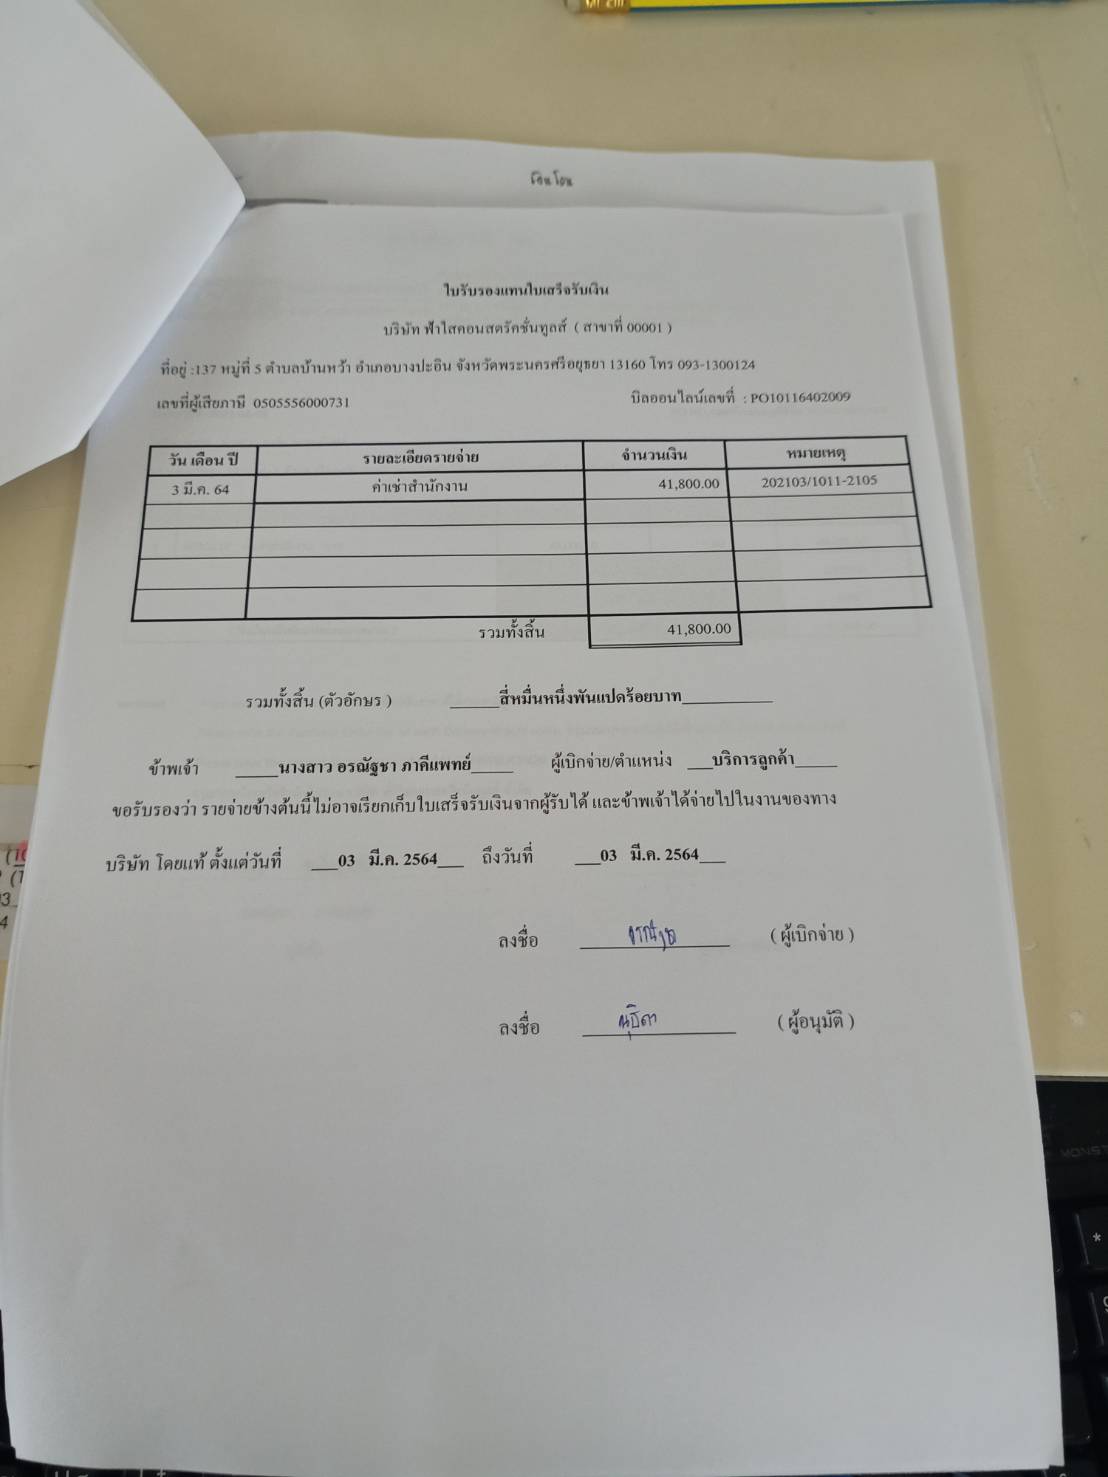 โอนโอน
ใบรับรองแทนใบเสร็จรับเงิน
บริษัท ฟ้าใสคอนสตรัคชั่นทูลส์ ( สาขาที่ 00001 )
ที่อยู่ :137 หมู่ที่ 5 ตำบลบ้านหว้า อำเภอบางปะอิน จังหวัดพระนครศรีอยุธยา 13160 โทร 093-1300124
เลขที่ผู้เสียภาษี 0505556000731 บิลออนไลน์เลขที่ : PO10116402009
วัน เดือน ปี รายละเอียดรายจ่าย จำนวนเงิน หมายเหตุ
3 มี.ค. 64 ค่าเช่าสำนักงาน 41,800.00 202103/1011-2105
รวมทั้งสิ้น 41,800.00
รวมทั้งสิ้น (ตัวอักษร ) สี่หมื่นหนึ่งพันแปดร้อยบาท
ข้าพเจ้า นางสาว อรณัฐชา ภาคีแพทย์ ผู้เบิกจ่าย/ตำแหน่ง บริการลูกค้า
ขอรับรองว่า รายจ่ายข้างต้นนี้ไม่อาจเรียกเก็บใบเสร็จรับเงินจากผู้รับได้ และข้าพเจ้าได้จ่ายไปในงานของทาง
บริษัท โดยแท้ ตั้งแต่วันที่ 03 มี.ค. 2564 ถึงวันที่ 03 มี.ค. 2564
ลงชื่อ ( ผู้เบิกจ่าย )
ลงชื่อ ( ผู้อนุมัติ )